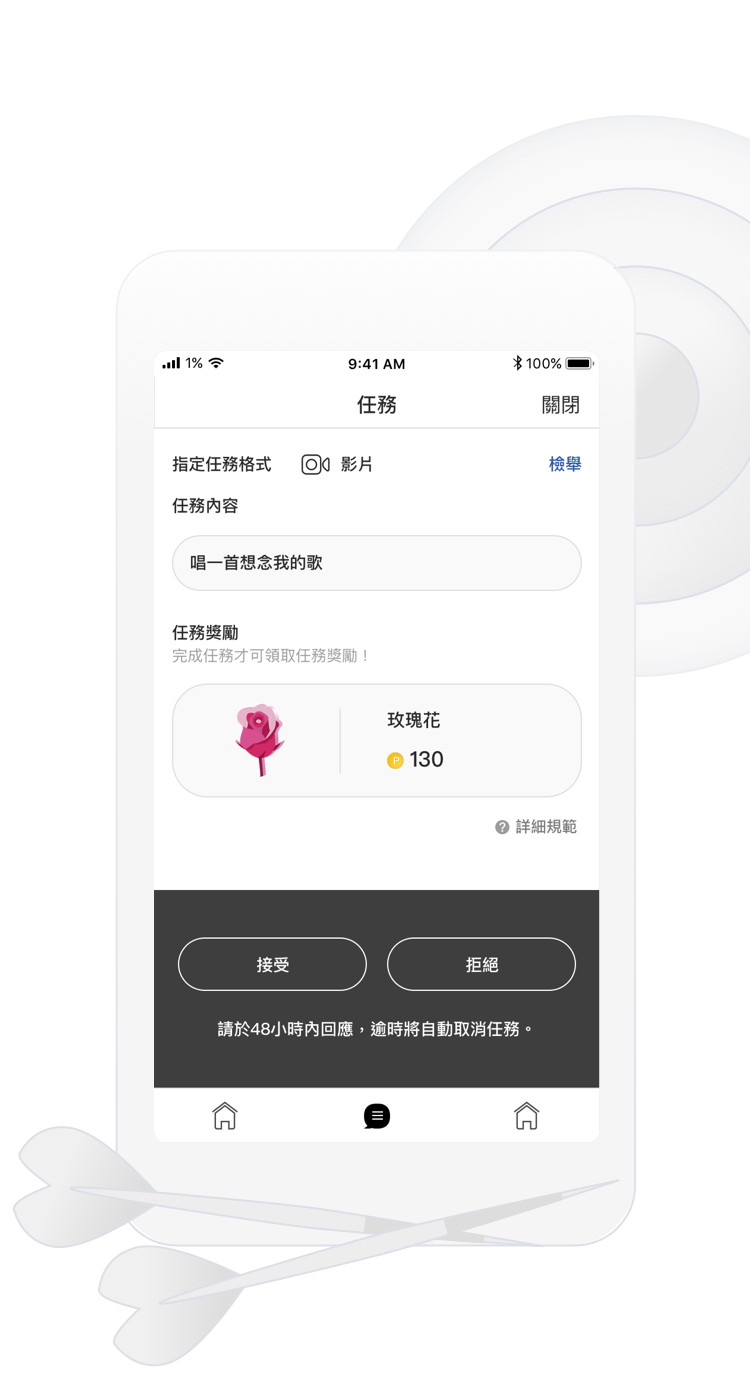 1% 9:41 AM 100%
任務 關閉
指定任務格式 影片 檢舉
任務內容
唱一首想念我的歌
任務獎勵
完成任務才可領取任務獎勵！
玫瑰花
P 130
? 詳細規範
接受 拒絕
請於48小時內回應，逾時將自動取消任務。